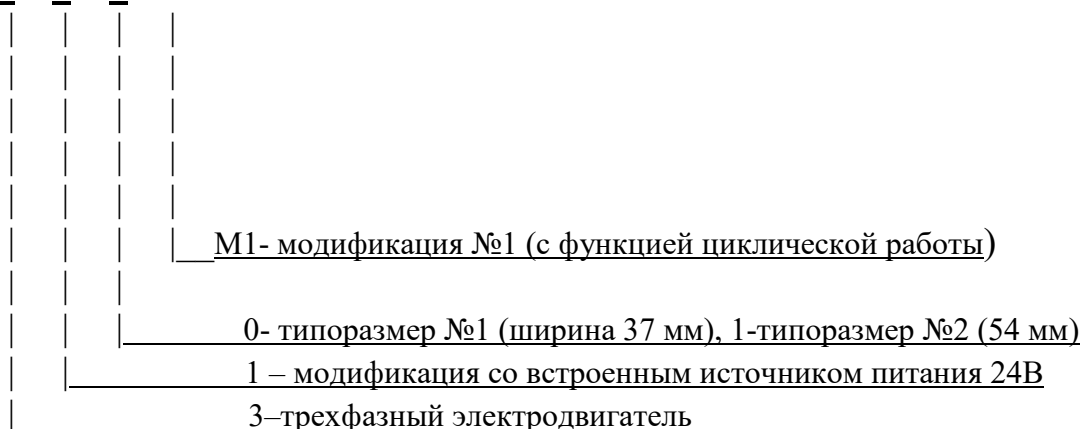 М1- модификация №1 (с функцией циклической работы)
0- типоразмер №1 (ширина 37 мм), 1-типоразмер №2 (54 мм)
1 – модификация со встроенным источником питания 24В
3–трехфазный электродвигатель